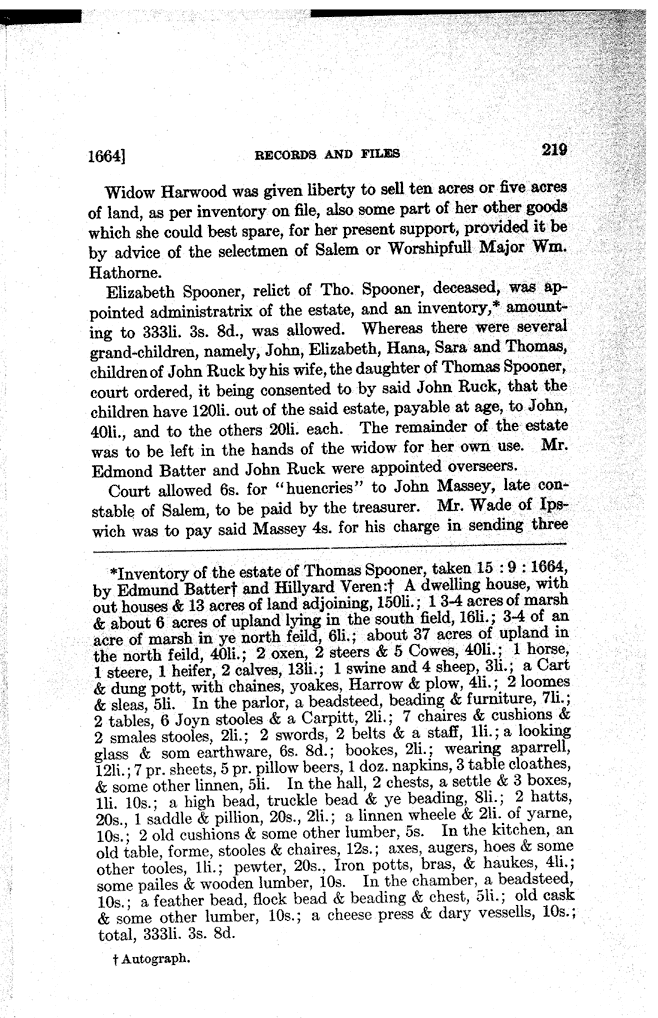 1664] RECORDS AND FILES 219
Widow Harwood was given liberty to sell ten acres or five acres
of land, as per inventory on file, also some part of her other goods
which she could best spare, for her present support, provided it be
by advice of the selectmen of Salem or Worshipfull Major Wm.
Hathorne.
Elizabeth Spooner, relict of Tho. Spooner, deceased, was ap-
pointed administratrix of the estate, and an inventory,* amount-
ing to 333li. 3s. 8d., was allowed. Whereas there were several
grand-children, namely, John, Elizabeth, Hana, Sara and Thomas,
children of John Ruck by his wife, the daughter of Thomas Spooner,
court ordered, it being consented to by said John Ruck, that the
children have 120li. out of the said estate, payable at age, to John,
40li., and to the others 20li. each. The remainder of the estate
was to be left in the hands of the widow for her own use. Mr.
Edmond Batter and John Ruck were appointed overseers.
Court allowed 6s. for "huencries" to John Massey, late con-
stable of Salem, to be paid by the treasurer. Mr. Wade of Ips-
wich was to pay said Massey 4s. for his charge in sending three
*Inventory of the estate of Thomas Spooner, taken 15 : 9 : 1664,
by Edmund Batter† and Hillyard Veren:† A dwelling house, with
out houses & 13 acres of land adjoining, 150li.; 1 3-4 acres of marsh
& about 6 acres of upland lying in the south field, 16li.; 3-4 of an
acre of marsh in ye north feild, 6li.; about 37 acres of upland in
the north feild, 40li.; 2 oxen, 2 steers & 5 Cowes, 40li.; 1 horse,
1 steere, 1 heifer, 2 calves, 13li.; 1 swine and 4 sheep, 3li.; a Cart
& dung pott, with chaines, yoakes, Harrow & plow, 4li.; 2 loomes
& sleas, 5li. In the parlor, a beadsteed, beading & furniture, 7li.;
2 tables, 6 Joyn stooles & a Carpitt, 2li.; 7 chaires & cushions &
2 smales stooles, 2li.; 2 swords, 2 belts & a staff, 1li.; a looking
glass & som earthware, 6s. 8d.; bookes, 2li.; wearing aparrell,
12li.; 7 pr. sheets, 5 pr. pillow beers, 1 doz. napkins, 3 table cloathes,
& some other linnen, 5li. In the hall, 2 chests, a settle & 3 boxes,
1li. 10s.; a high bead, truckle bead & ye beading, 8li.; 2 hatts,
20s., 1 saddle & pillion, 20s., 2li.; a linnen wheele & 2li. of yarne,
10s.; 2 old cushions & some other lumber, 5s. In the kitchen, an
old table, forme, stooles & chaires, 12s.; axes, augers, hoes & some
other tooles, 1li.; pewter, 20s., Iron potts, bras, & haukes, 4li.;
some pailes & wooden lumber, 10s. In the chamber, a beadsteed,
10s.; a feather bead, flock bead & beading & chest, 5li.; old cask
& some other lumber, 10s.; a cheese press & dary vessells, 10s.;
total, 333li. 3s. 8d.
† Autograph.